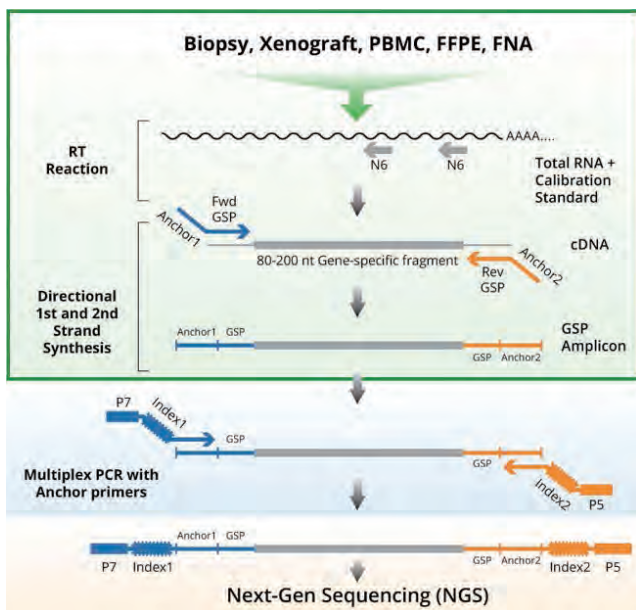 Biopsy, Xenograft, PBMC, FFPE, FNA
AAAA....
RT
Reaction
N6
N6
Total RNA +
Calibration
Standard
Fwd
GSP
Anchor1
cDNA
80-200 nt Gene-specific fragment
Rev
GSP
Anchor2
Directional
1st and 2nd
Strand
Synthesis
Anchor1
GSP
GSP
Amplicon
GSP
Anchor2
P7
Index1
GSP
Multiplex PCR with
Anchor primers
GSP
Index2
P5
Anchor1
GSP
P7
Index1
GSP
Anchor2
Index2
P5
Next-Gen Sequencing (NGS)